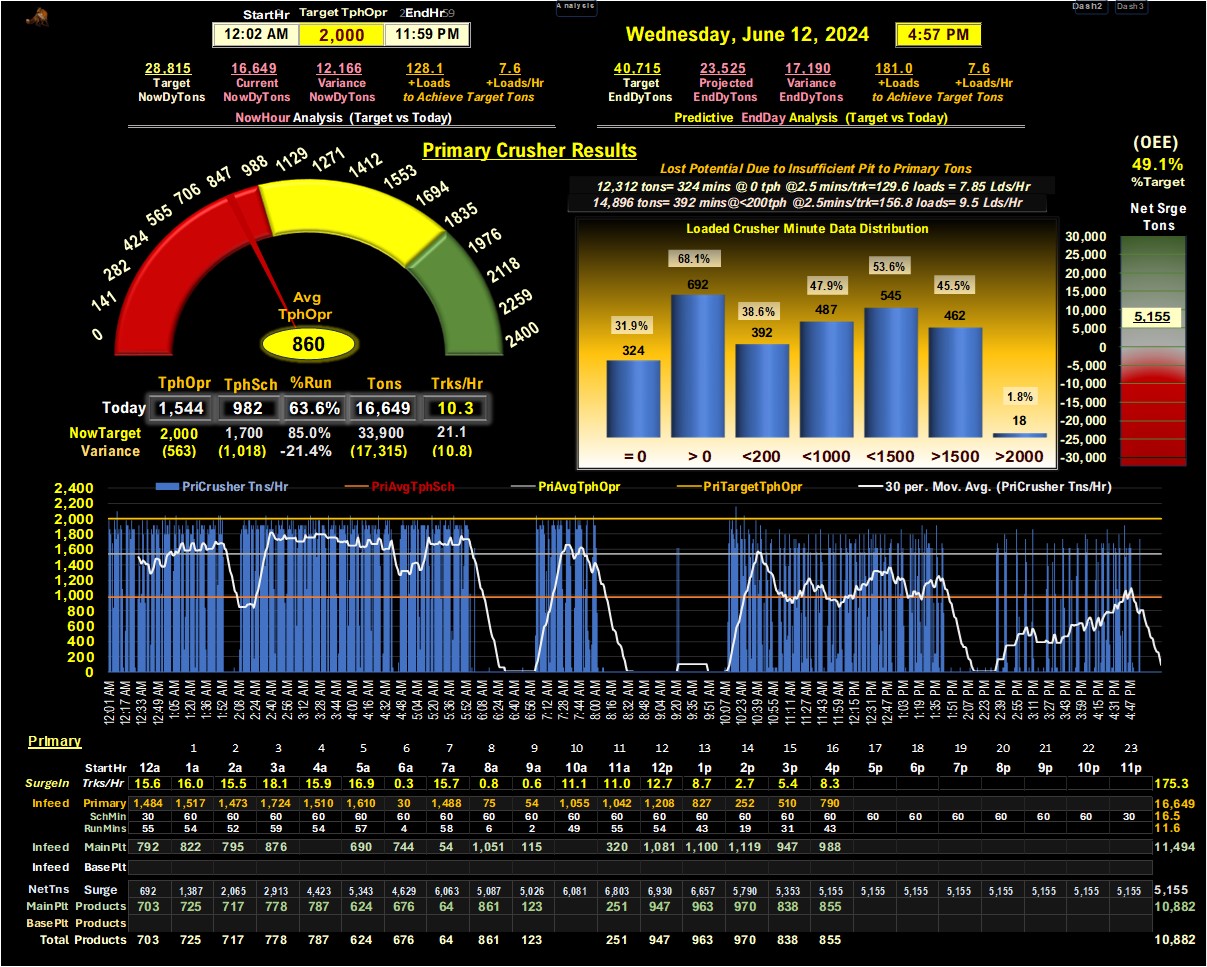 Analysis
Dash2 Dash3
StartHr Target TphOpr EndHr
12:02 AM 2,000 11:59 PM
Wednesday, June 12, 2024 4:57 PM
28,815 16,649 12,166 128.1 7.6
Target Current Variance +Loads +Loads/Hr
NowDyTons NowDyTons NowDyTons to Achieve Target Tons
NowHour Analysis (Target vs Today)
40,715 23,525 17,190 181.0 7.6
Target Projected Variance +Loads +Loads/Hr
EndDyTons EndDyTons EndDyTons to Achieve Target Tons
Predictive EndDay Analysis (Target vs Today)
Primary Crusher Results
0 141 282 424 565 706 847 988 1129 1271 1412 1553 1694 1835 1976 2118 2259 2400
Avg
TphOpr
860
TphOpr TphSch %Run Tons Trks/Hr
Today 1,544 982 63.6% 16,649 10.3
NowTarget 2,000 1,700 85.0% 33,900 21.1
Variance (563) (1,018) -21.4% (17,315) (10.8)
Lost Potential Due to Insufficient Pit to Primary Tons
12,312 tons= 324 mins @ 0 tph @2.5 mins/trk=129.6 loads = 7.85 Lds/Hr
14,896 tons= 392 mins@<200tph @2.5mins/trk=156.8 loads= 9.5 Lds/Hr
Loaded Crusher Minute Data Distribution
31.9% 68.1% 38.6% 47.9% 53.6% 45.5% 1.8%
324 692 392 487 545 462 18
= 0 > 0 <200 <1000 <1500 >1500 >2000
(OEE)
49.1%
%Target
Net Srge
Tons
30,000
25,000
20,000
15,000
10,000
5,000
0
-5,000
-10,000
-15,000
-20,000
-25,000
-30,000
5,155
PriCrusher Tns/Hr PriAvgTphSch PriAvgTphOpr PriTargetTphOpr 30 per. Mov. Avg. (PriCrusher Tns/Hr)
2,400
2,200
2,000
1,800
1,600
1,400
1,200
1,000
800
600
400
200
0
12:01 AM 12:17 AM 12:33 AM 12:49 AM 1:05 AM 1:20 AM 1:36 AM 1:52 AM 2:08 AM 2:24 AM 2:40 AM 2:56 AM 3:12 AM 3:28 AM 3:44 AM 4:00 AM 4:16 AM 4:32 AM 4:48 AM 5:04 AM 5:20 AM 5:36 AM 5:52 AM 6:08 AM 6:24 AM 6:40 AM 6:56 AM 7:12 AM 7:28 AM 7:44 AM 8:00 AM 8:16 AM 8:32 AM 8:48 AM 9:04 AM 9:20 AM 9:35 AM 9:51 AM 10:07 AM 10:23 AM 10:39 AM 10:55 AM 11:11 AM 11:27 AM 11:43 AM 11:59 AM 12:15 PM 12:31 PM 12:47 PM 1:03 PM 1:19 PM 1:35 PM 1:51 PM 2:07 PM 2:23 PM 2:39 PM 2:55 PM 3:11 PM 3:27 PM 3:43 PM 3:59 PM 4:15 PM 4:31 PM 4:47 PM
Primary
1 2 3 4 5 6 7 8 9 10 11 12 13 14 15 16 17 18 19 20 21 22 23
StartHr 12a 1a 2a 3a 4a 5a 6a 7a 8a 9a 10a 11a 12p 1p 2p 3p 4p 5p 6p 7p 8p 9p 10p 11p
SurgeIn Trks/Hr 15.6 16.0 15.5 18.1 15.9 16.9 0.3 15.7 0.8 0.6 11.1 11.0 12.7 8.7 2.7 5.4 8.3 175.3
Infeed Primary 1,484 1,517 1,473 1,724 1,510 1,610 30 1,488 75 54 1,055 1,042 1,208 827 252 510 790 16,649
SchMin 30 60 60 60 60 60 60 60 60 60 60 60 60 60 60 60 60 60 60 60 60 60 60 30 16.5
RunMins 55 54 52 59 54 57 4 58 6 2 49 55 54 43 19 31 43 11.6
Infeed MainPlt 792 822 795 876 690 744 54 1,051 115 320 1,081 1,100 1,119 947 988 11,494
Infeed BasePlt
NetTns Surge 692 1,387 2,065 2,913 4,423 5,343 4,629 6,063 5,087 5,026 6,081 6,803 6,930 6,657 5,790 5,353 5,155 5,155 5,155 5,155 5,155 5,155 5,155 5,155 5,155
MainPlt Products 703 725 717 778 787 624 676 64 861 123 251 947 963 970 838 855 10,882
BasePlt Products
Total Products 703 725 717 778 787 624 676 64 861 123 251 947 963 970 838 855 10,882